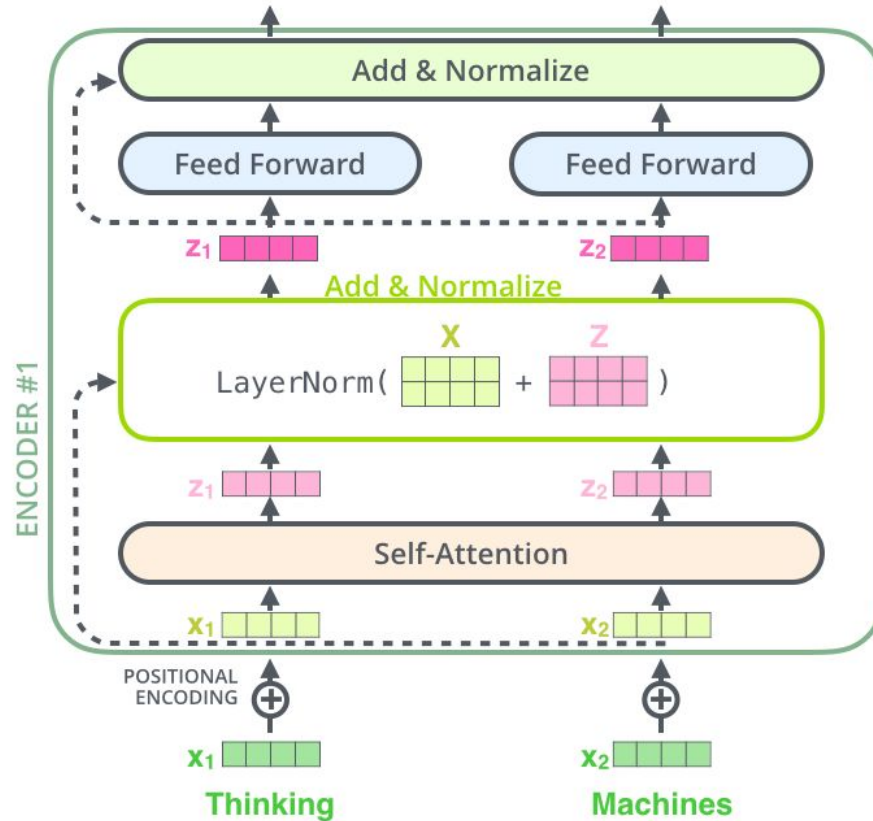 Add & Normalize
Feed Forward Feed Forward
z1 z2
Add & Normalize
X Z
LayerNorm( + )
ENCODER #1
z1 z2
Self-Attention
x1 x2
POSITIONAL
ENCODING
x1 x2
Thinking Machines